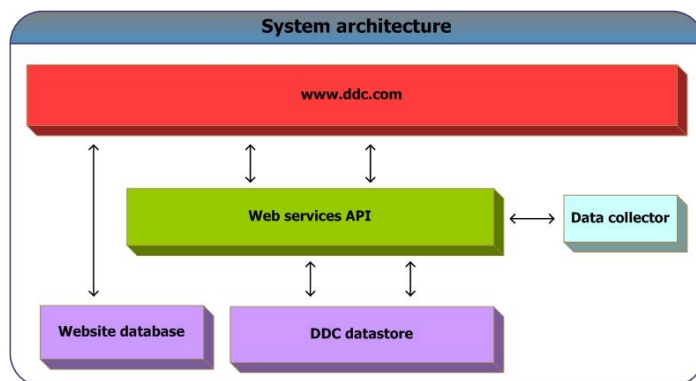 System architecture
www.ddc.com
Web services API
Data collector
Website database
DDC datastore